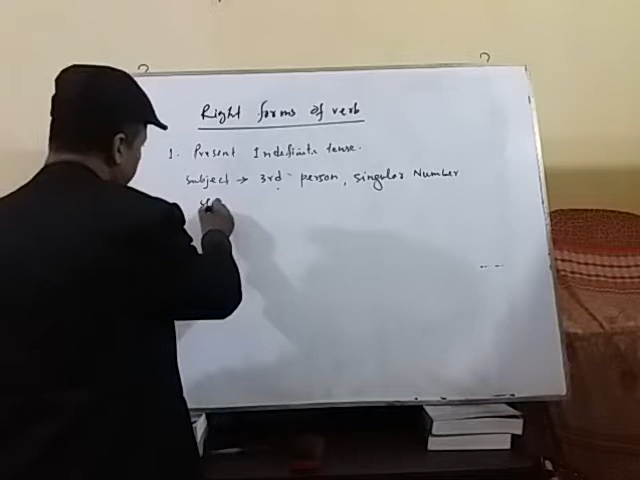 Right forms of verb
1. Present Indefinite tense.
Subject → 3rd person, singular Number